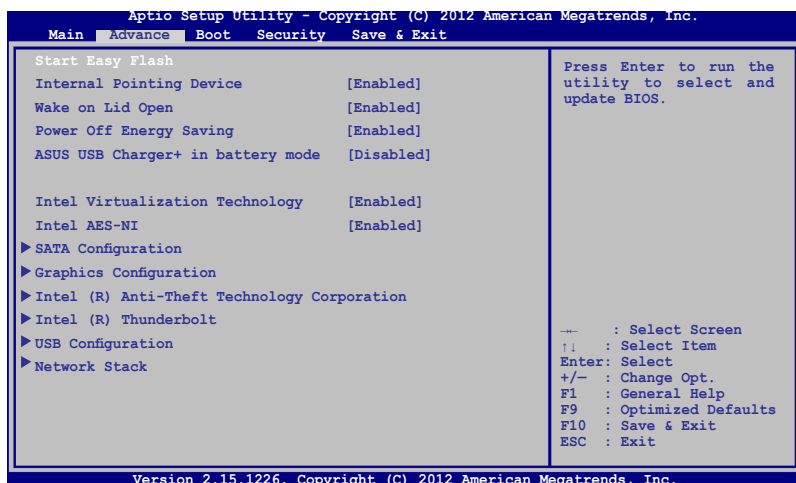 Aptio Setup Utility - Copyright (C) 2012 American Megatrends, Inc.
Main Advance Boot Security Save & Exit
Start Easy Flash
Internal Pointing Device [Enabled]
Wake on Lid Open [Enabled]
Power Off Energy Saving [Enabled]
ASUS USB Charger+ in battery mode [Disabled]
Intel Virtualization Technology [Enabled]
Intel AES-NI [Enabled]
SATA Configuration
Graphics Configuration
Intel (R) Anti-Theft Technology Corporation
Intel (R) Thunderbolt
USB Configuration
Network Stack
Press Enter to run the
utility to select and
update BIOS.
→← : Select Screen
↑↓ : Select Item
Enter: Select
+/— : Change Opt.
F1 : General Help
F9 : Optimized Defaults
F10 : Save & Exit
ESC : Exit
Version 2.15.1226. Copyright (C) 2012 American Megatrends, Inc.